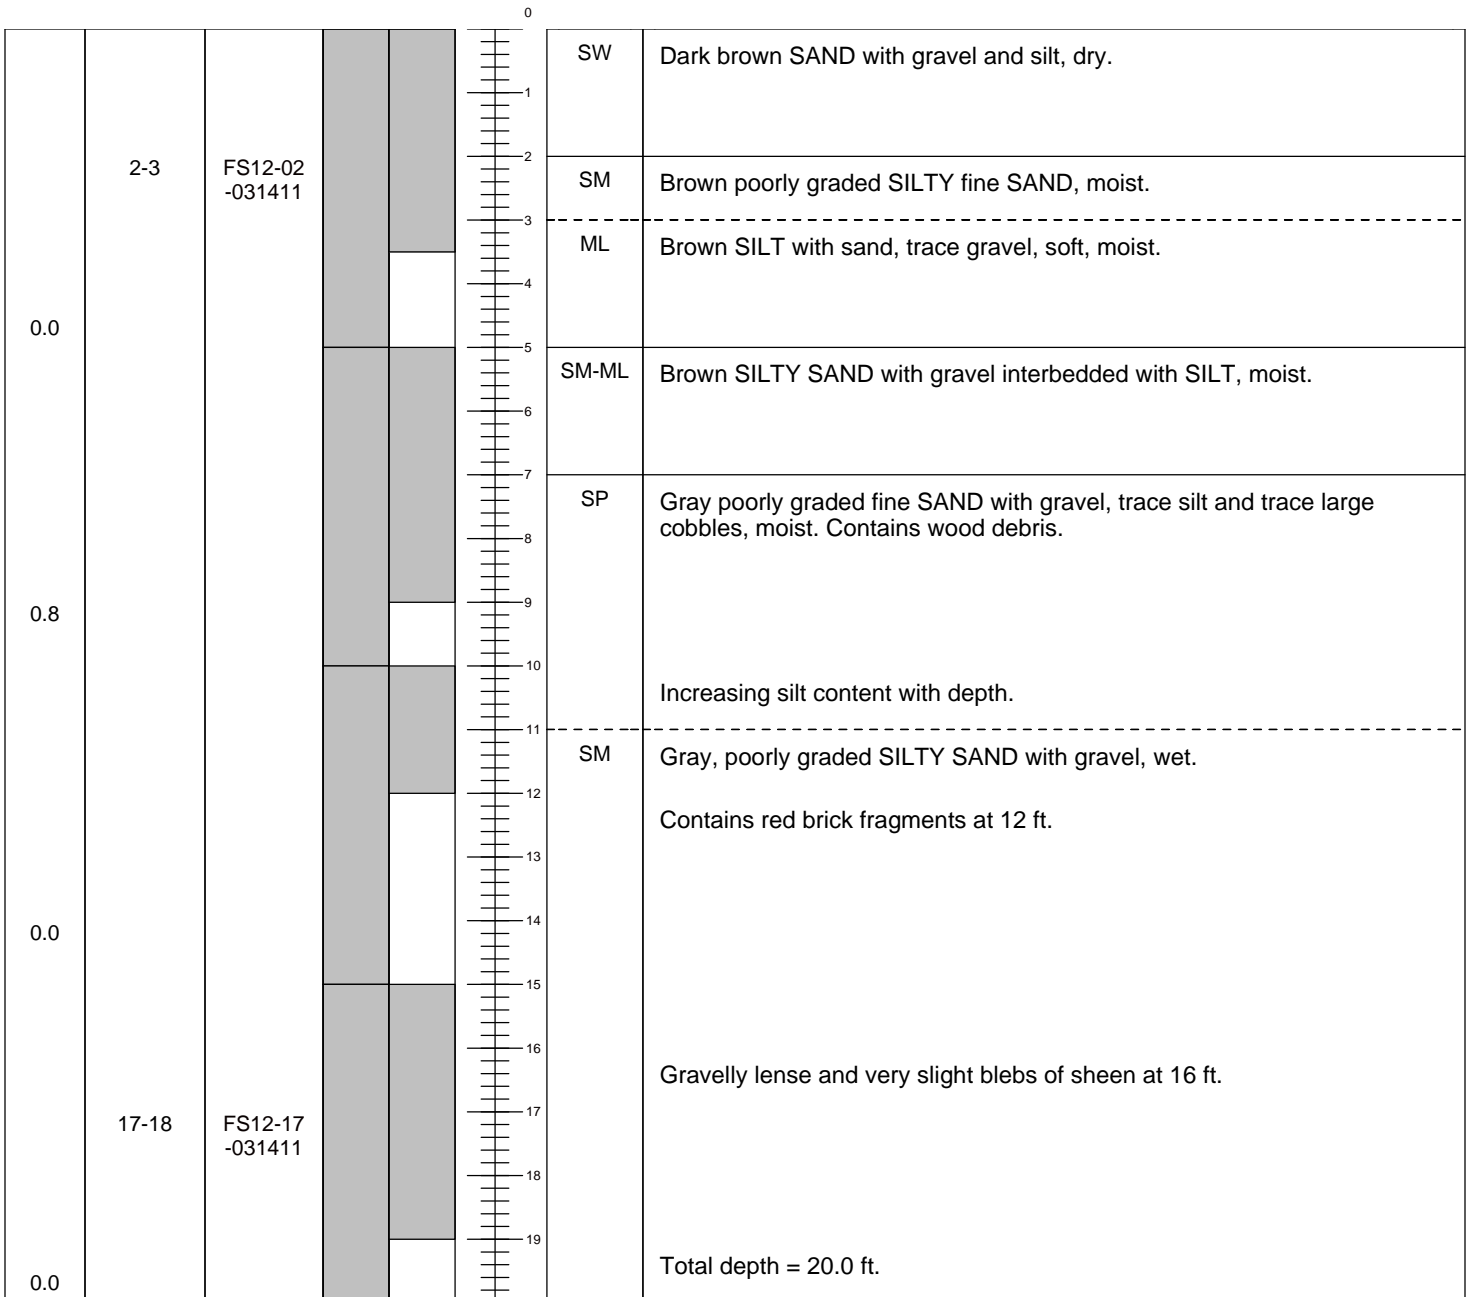 0
SW Dark brown SAND with gravel and silt, dry.
1
2
2-3 FS12-02
-031411
SM Brown poorly graded SILTY fine SAND, moist.
3
ML Brown SILT with sand, trace gravel, soft, moist.
4
0.0
5
SM-ML Brown SILTY SAND with gravel interbedded with SILT, moist.
6
7
SP Gray poorly graded fine SAND with gravel, trace silt and trace large
cobbles, moist. Contains wood debris.
8
9
0.8
10
Increasing silt content with depth.
11
SM Gray, poorly graded SILTY SAND with gravel, wet.
12
Contains red brick fragments at 12 ft.
13
14
0.0
15
16
Gravelly lense and very slight blebs of sheen at 16 ft.
17
17-18 FS12-17
-031411
18
19
Total depth = 20.0 ft.
0.0